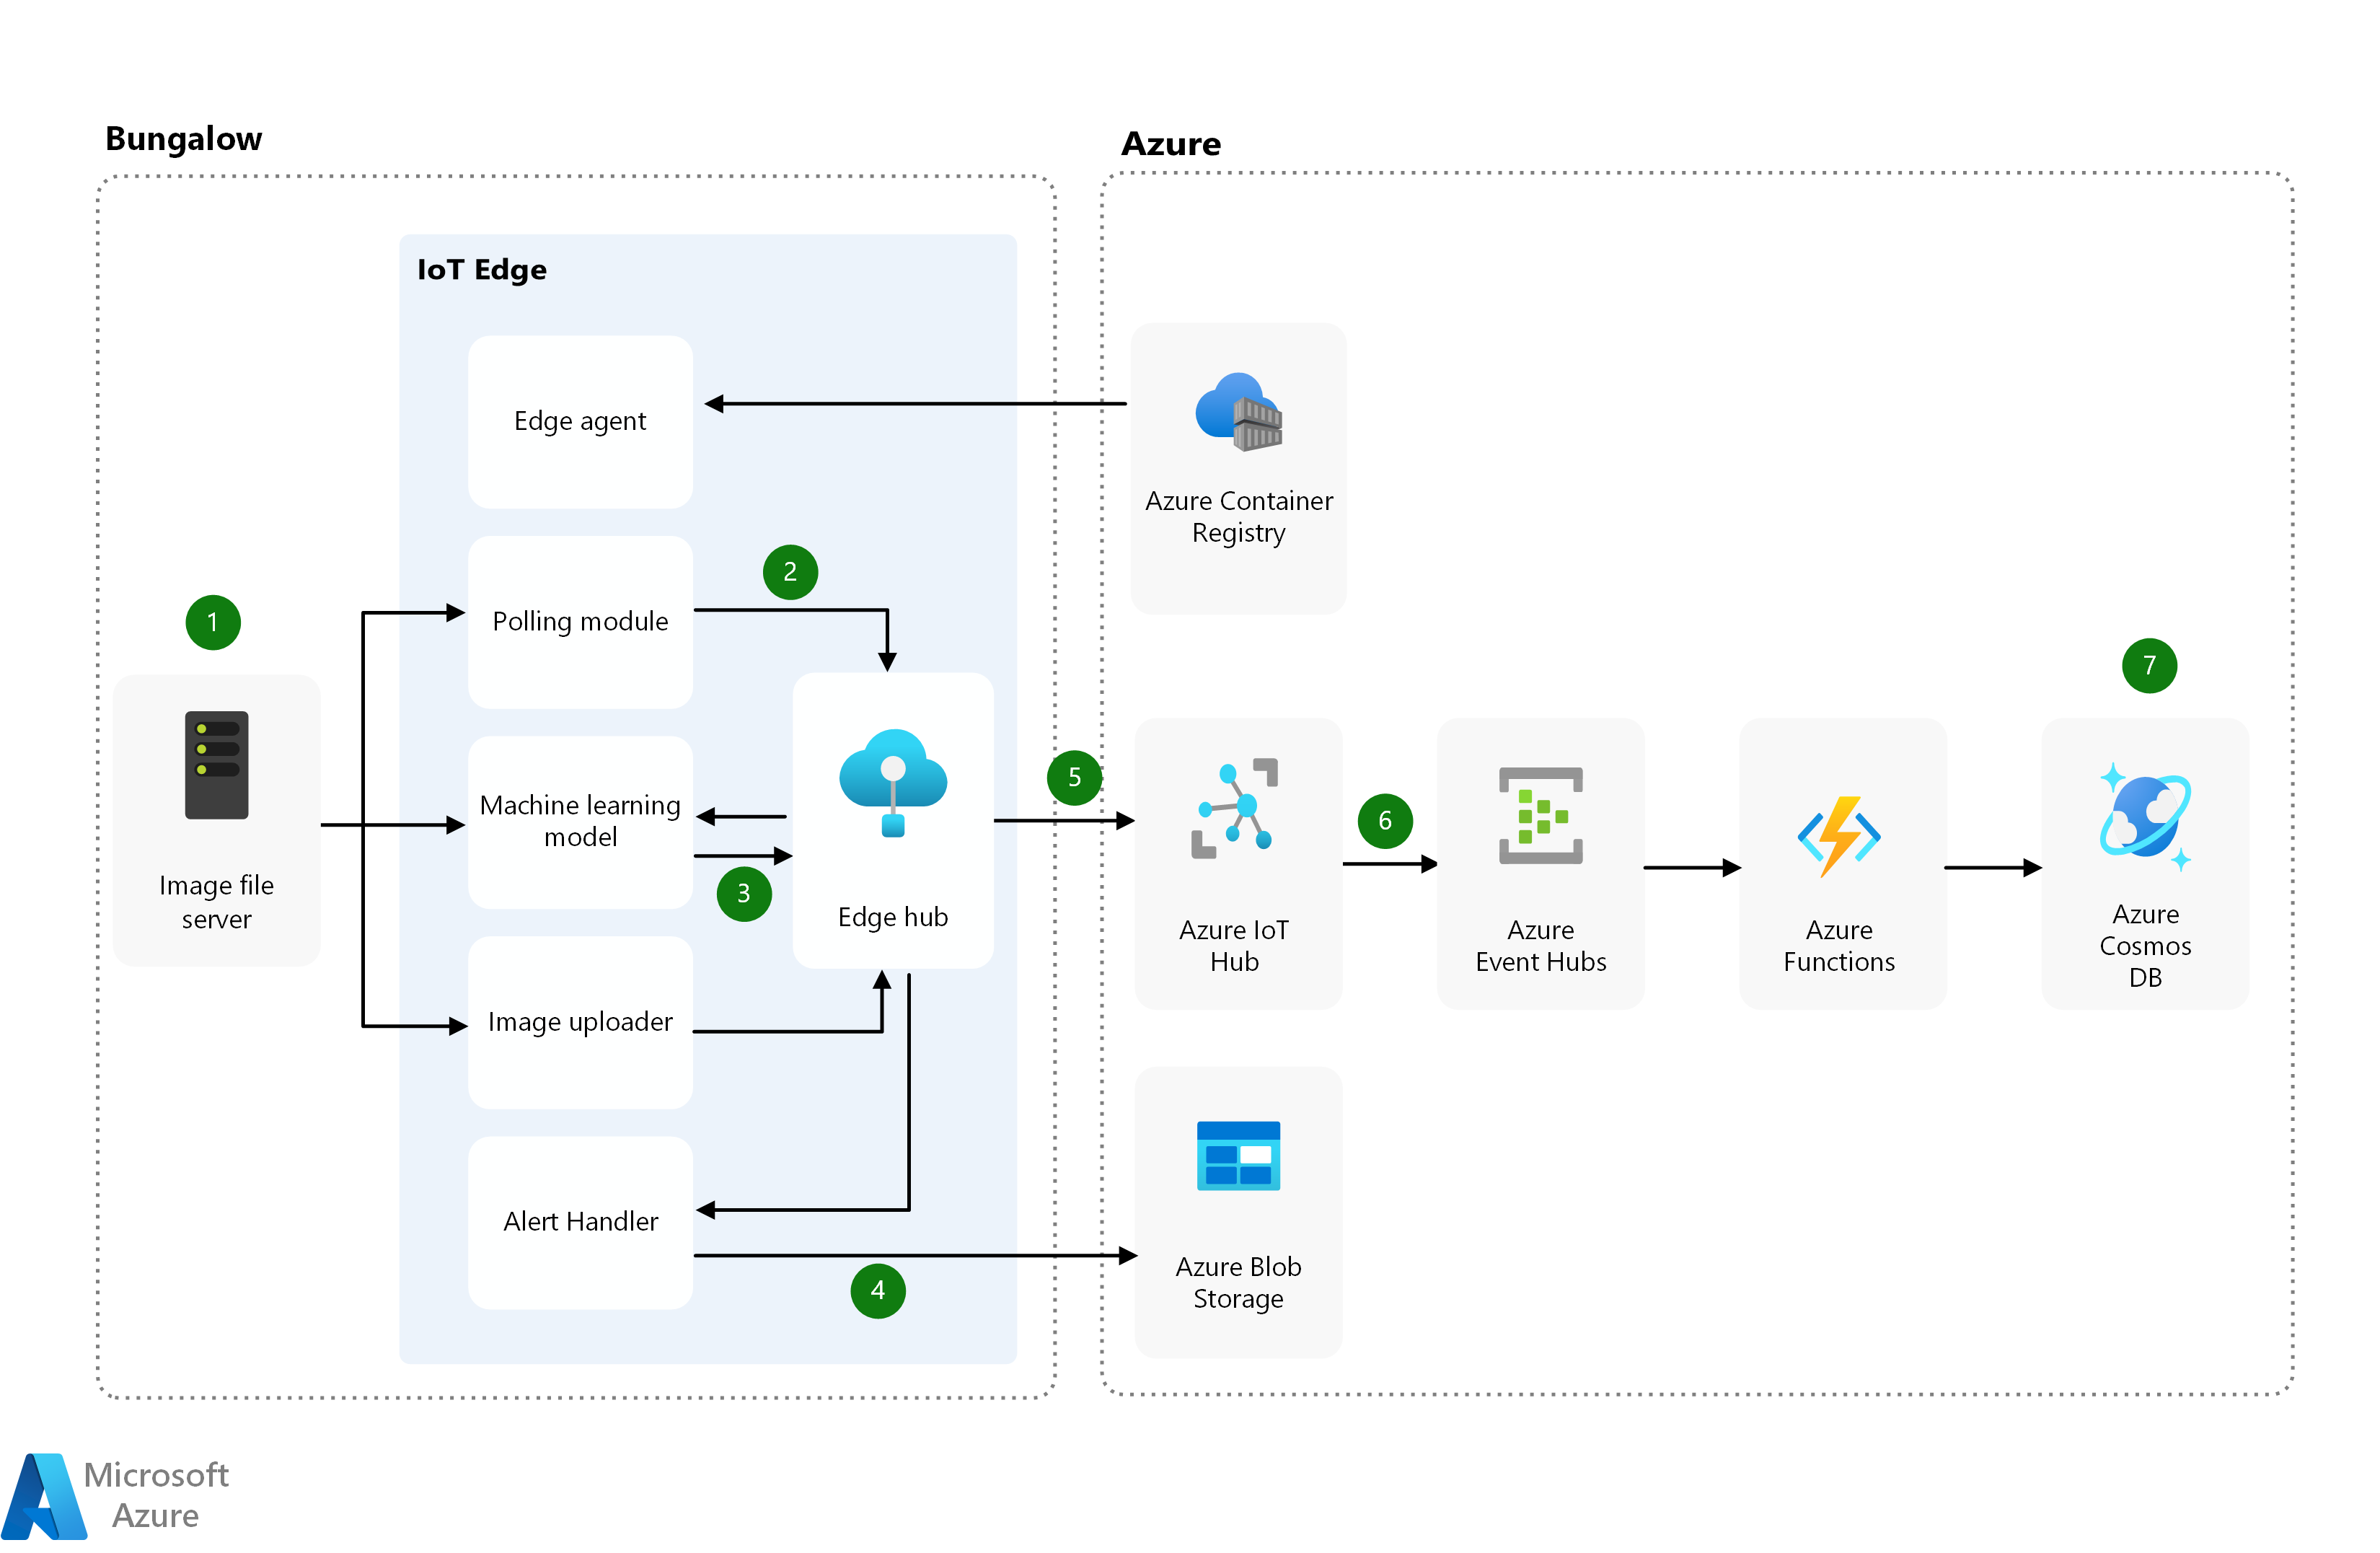 Bungalow
Azure
IoT Edge
Edge agent
Azure Container
Registry
2
1
Polling module
7
Machine learning
model
5
6
Image file
server
3
Edge hub
Azure IoT
Hub
Azure
Event Hubs
Azure
Functions
Azure
Cosmos
DB
Image uploader
Alert Handler
4
Azure Blob
Storage
Microsoft
Azure